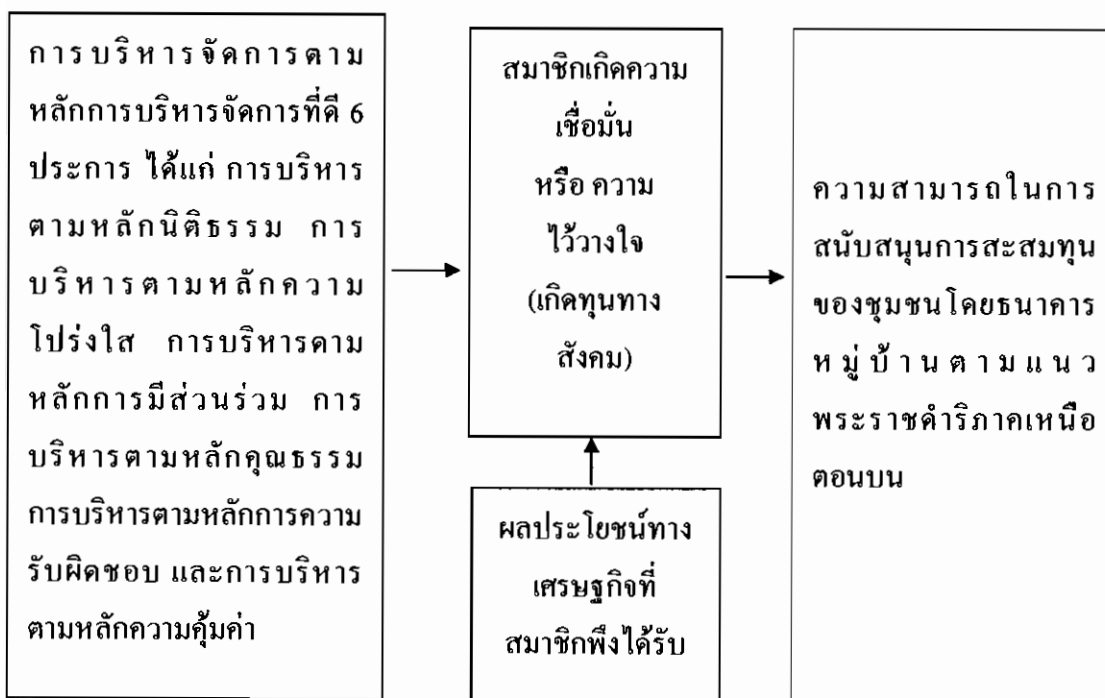 การบริหารจัดการตาม
หลักการบริหารจัดการที่ดี 6
ประการ ได้แก่ การบริหาร
ตามหลักนิติธรรม การ
บริหารตามหลักความ
โปร่งใส การบริหารตาม
หลักการมีส่วนร่วม การ
บริหารตามหลักคุณธรรม
การบริหารตามหลักการความ
รับผิดชอบ และการบริหาร
ตามหลักความคุ้มค่า
สมาชิกเกิดความ
เชื่อมั่น
หรือ ความ
ไว้วางใจ
(เกิดทุนทาง
สังคม)
ผลประโยชน์ทาง
เศรษฐกิจที่
สมาชิกพึงได้รับ
ความสามารถในการ
สนับสนุนการสะสมทุน
ของชุมชนโดยธนาคาร
หมู่บ้านตามแนว
พระราชดำริภาคเหนือ
ตอนบน